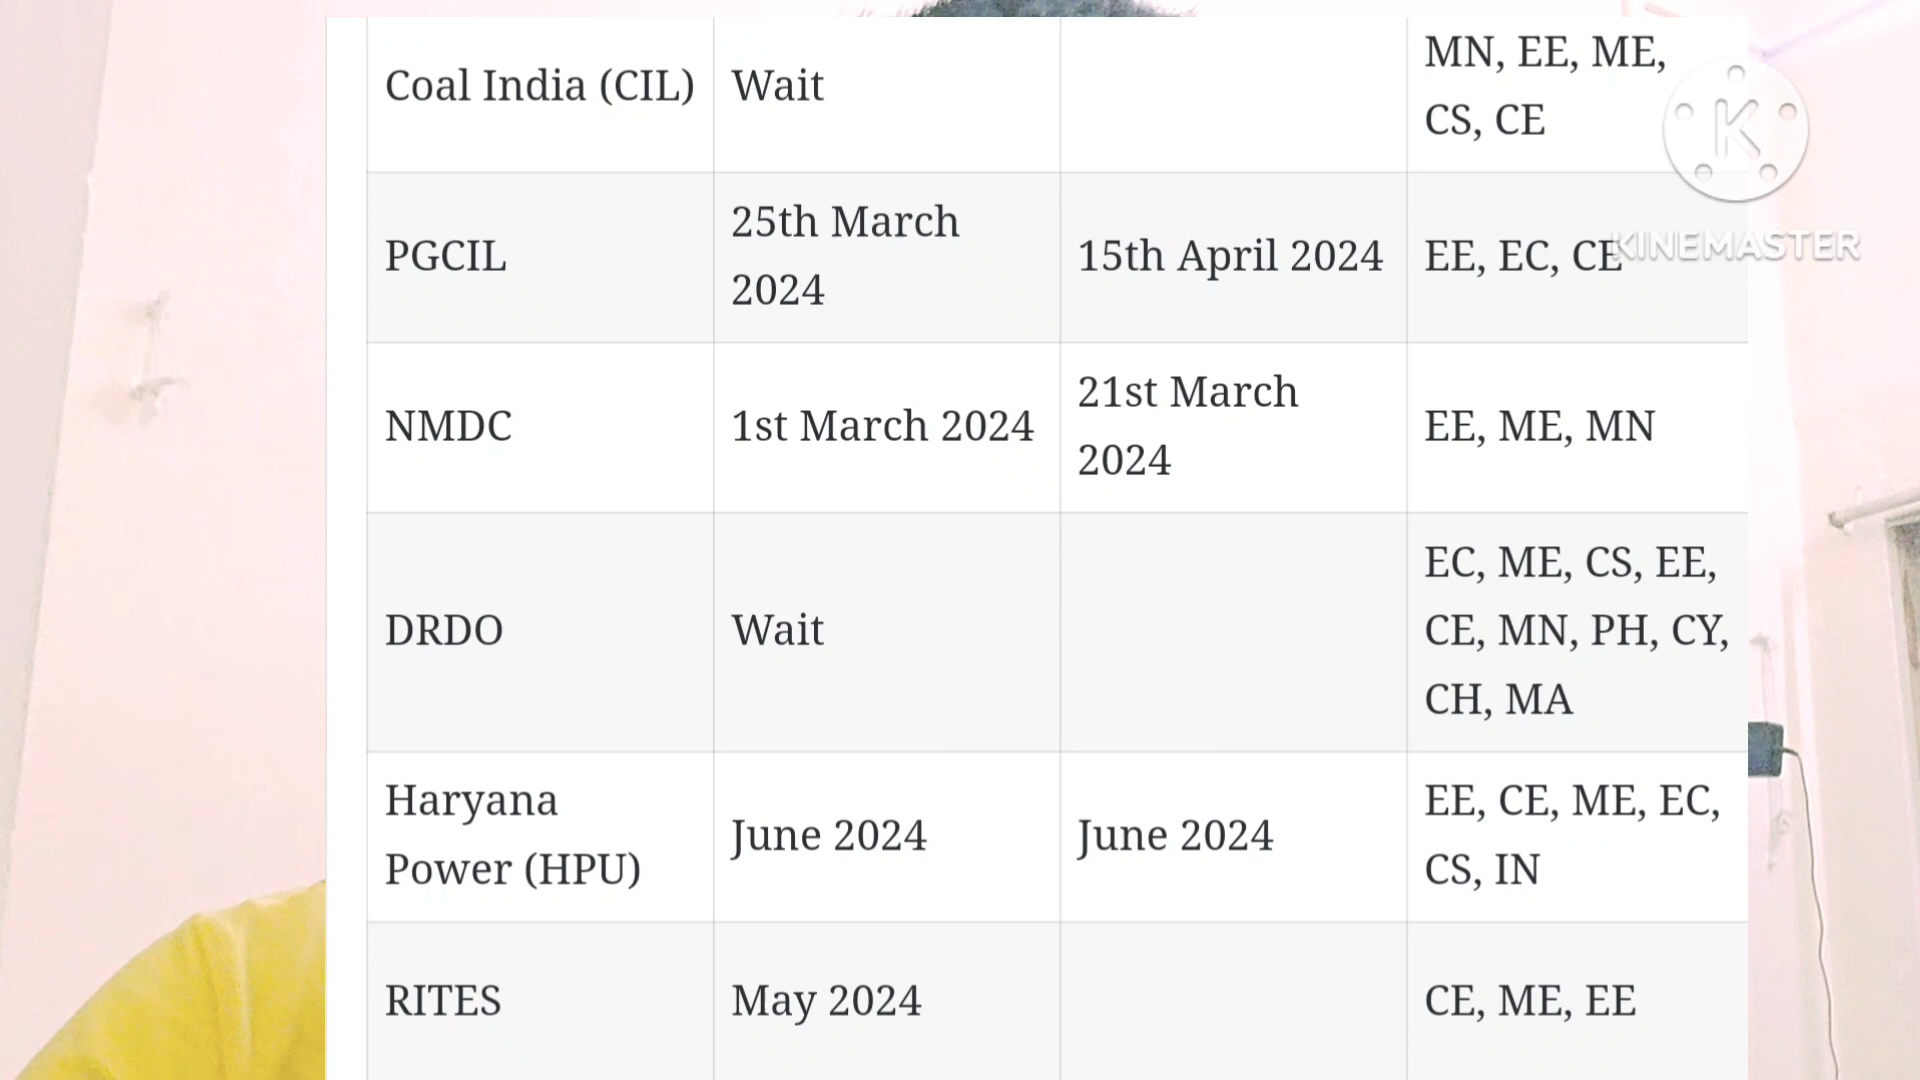 Coal India (CIL)
Wait
MN, EE, ME,
CS, CE
PGCIL
25th March
2024
15th April 2024
EE, EC, CE
NMDC
1st March 2024
21st March
2024
EE, ME, MN
DRDO
Wait
EC, ME, CS, EE,
CE, MN, PH, CY,
CH, MA
Haryana
Power (HPU)
June 2024
June 2024
EE, CE, ME, EC,
CS, IN
RITES
May 2024
CE, ME, EE
K
KINEMASTER